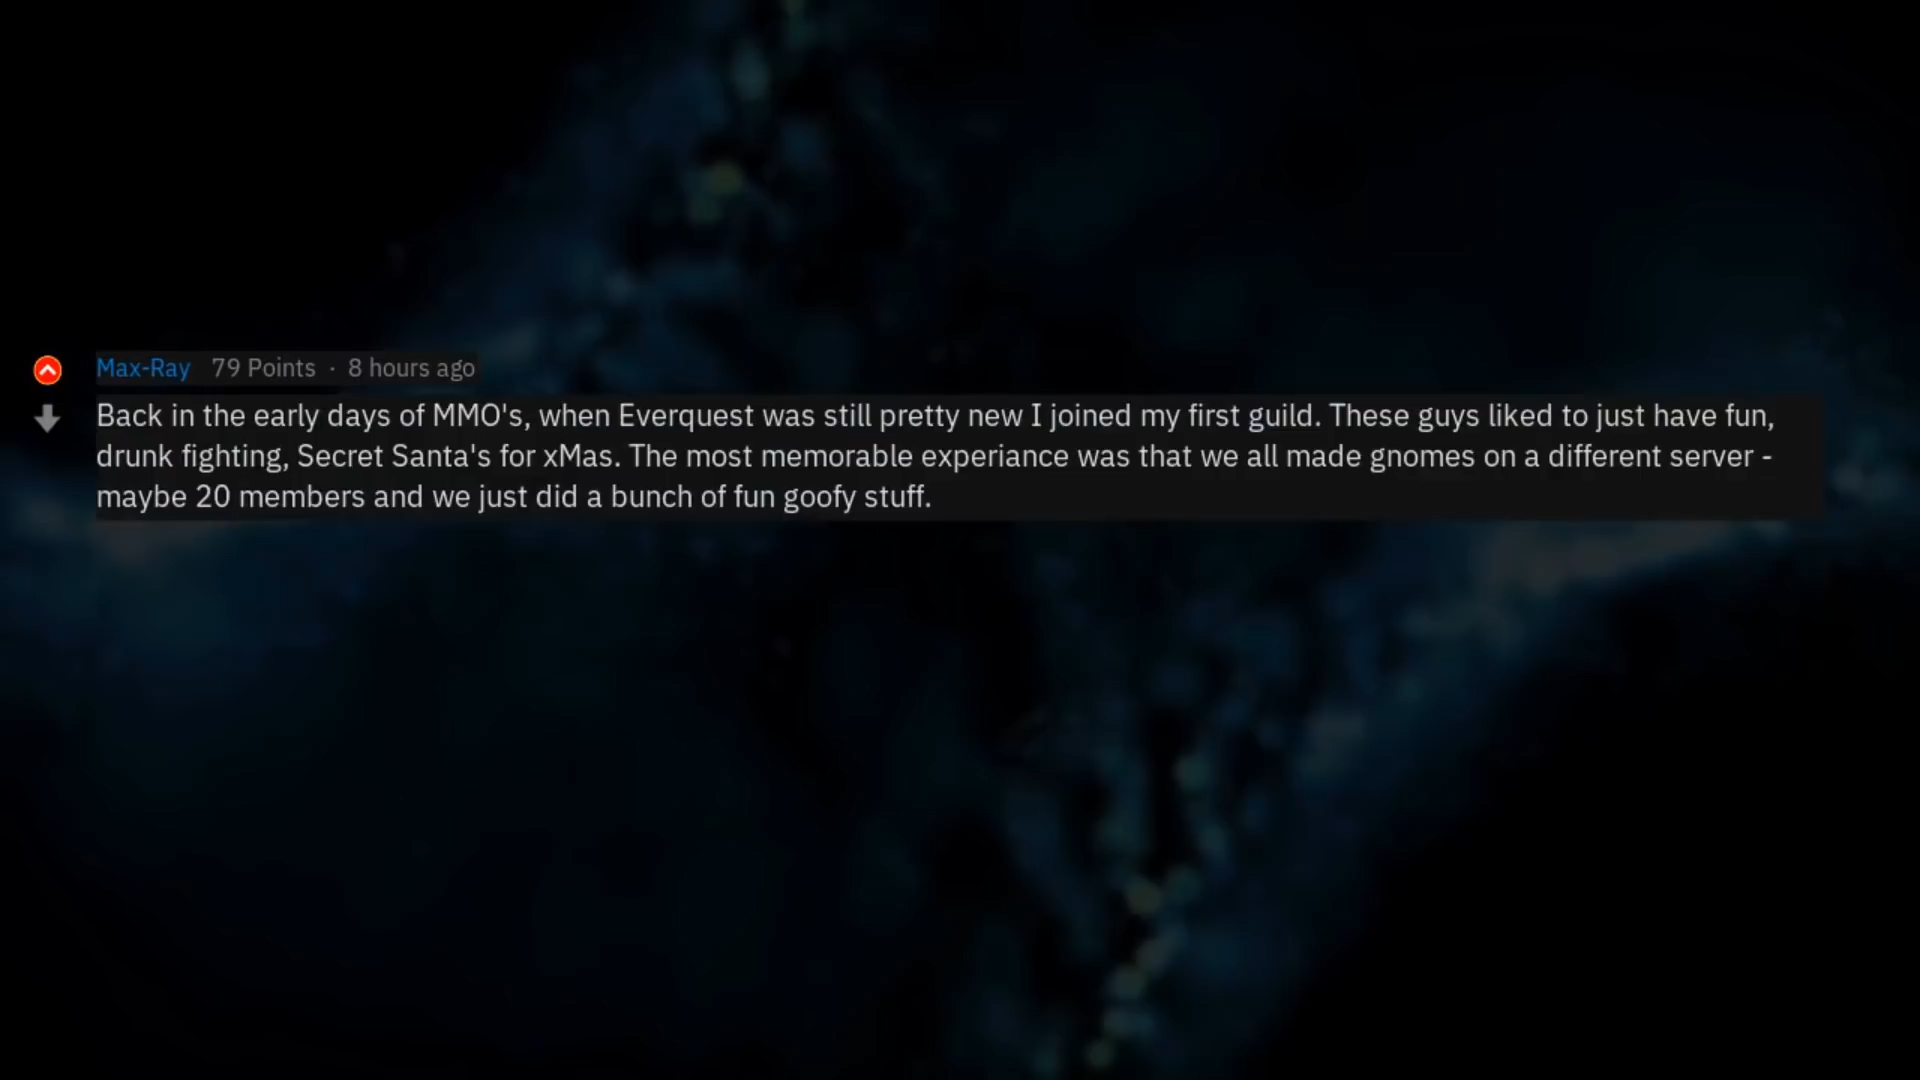 Max-Ray 79 Points · 8 hours ago
Back in the early days of MMO's, when Everquest was still pretty new I joined my first guild. These guys liked to just have fun,
drunk fighting, Secret Santa's for xMas. The most memorable experiance was that we all made gnomes on a different server -
maybe 20 members and we just did a bunch of fun goofy stuff.